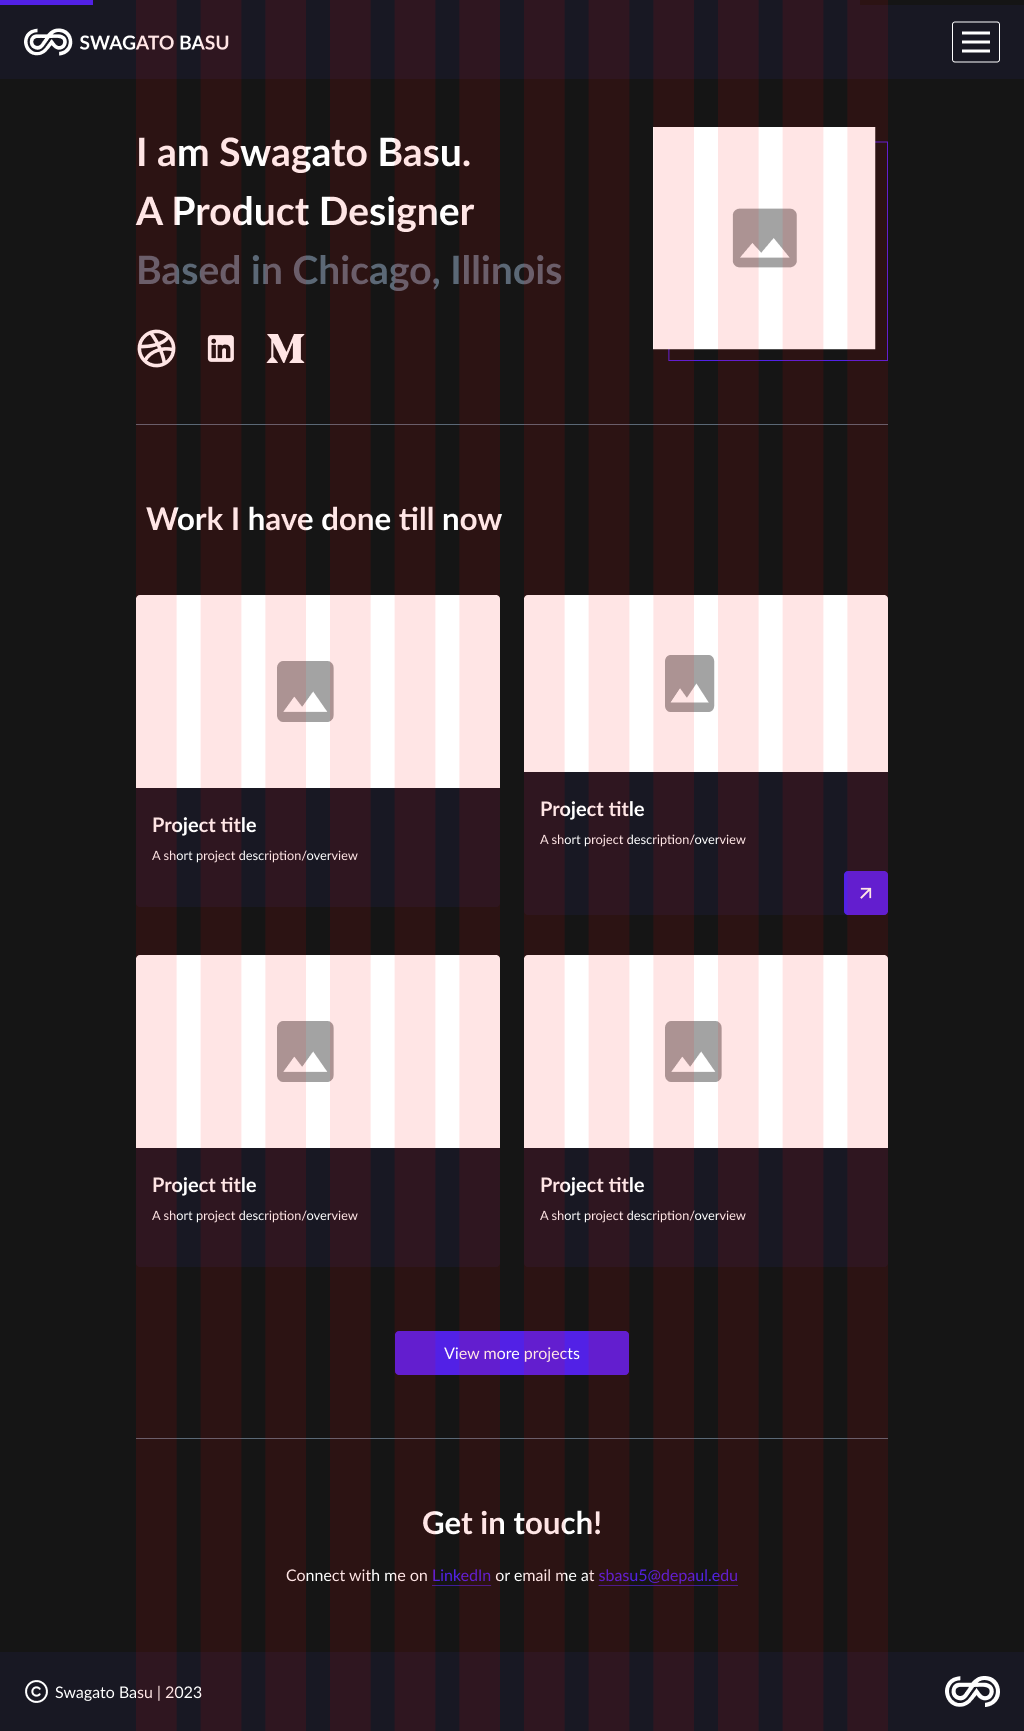 SWAGATO BASU
I am Swagato Basu.
A Product Designer
Based in Chicago, Illinois
Work I have done till now
Project title
A short project description/overview
Project title
A short project description/overview
Project title
A short project description/overview
Project title
A short project description/overview
View more projects
Get in touch!
Connect with me on LinkedIn or email me at sbasu5@depaul.edu
© Swagato Basu | 2023